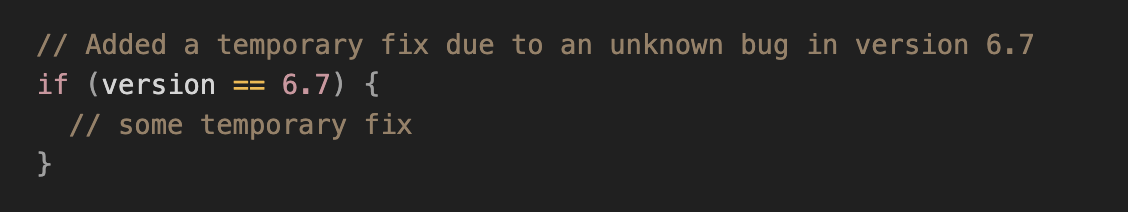 // Added a temporary fix due to an unknown bug in version 6.7
if (version == 6.7) {
  // some temporary fix
}